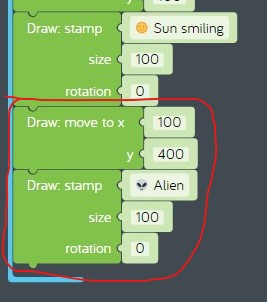 Draw: stamp Sun smiling
size 100
rotation 0
Draw: move to x 100
y 400
Draw: stamp Alien
size 100
rotation 0